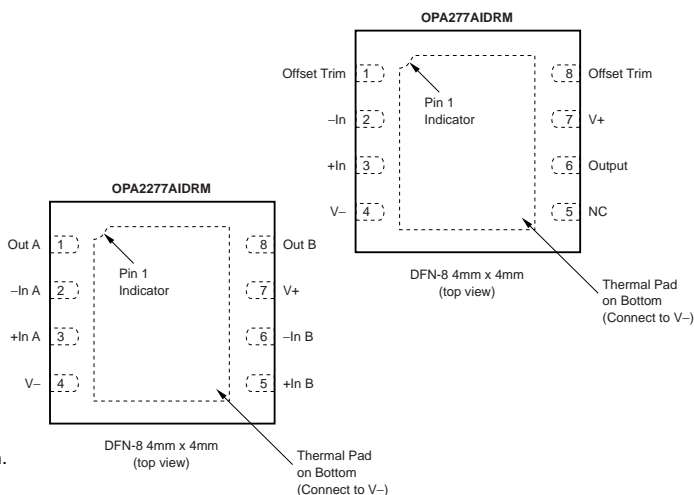 OPA277AIDRM
Offset Trim 1
8 Offset Trim
Pin 1
Indicator
−In 2
7 V+
+In 3
6 Output
V− 4
5 NC
DFN-8 4mm x 4mm
(top view)
Thermal Pad
on Bottom
(Connect to V−)
OPA2277AIDRM
Out A 1
8 Out B
Pin 1
Indicator
−In A 2
7 V+
+In A 3
6 −In B
V− 4
5 +In B
DFN-8 4mm x 4mm
(top view)
Thermal Pad
on Bottom
(Connect to V−)